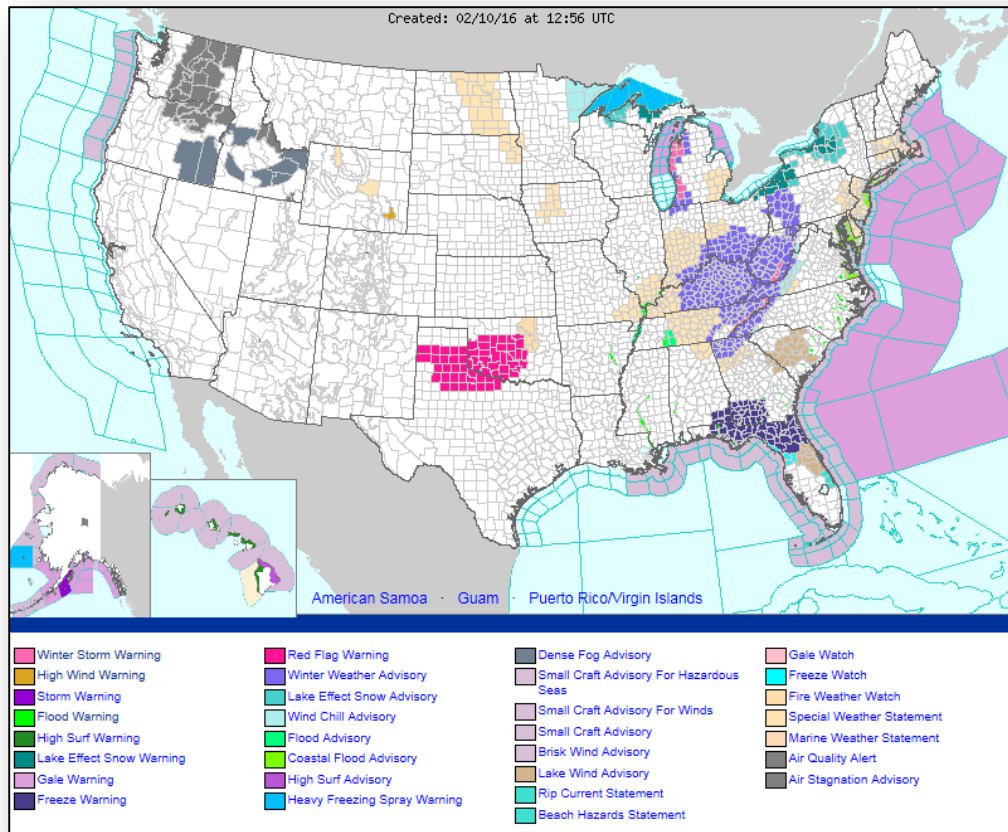 Created: 02/10/16 at 12:56 UTC
American Samoa · Guam · Puerto Rico/Virgin Islands
Winter Storm Warning
High Wind Warning
Storm Warning
Flood Warning
High Surf Warning
Lake Effect Snow Warning
Gale Warning
Freeze Warning
Red Flag Warning
Winter Weather Advisory
Lake Effect Snow Advisory
Wind Chill Advisory
Flood Advisory
Coastal Flood Advisory
High Surf Advisory
Heavy Freezing Spray Warning
Dense Fog Advisory
Small Craft Advisory For Hazardous
Seas
Small Craft Advisory For Winds
Small Craft Advisory
Brisk Wind Advisory
Lake Wind Advisory
Rip Current Statement
Beach Hazards Statement
Gale Watch
Freeze Watch
Fire Weather Watch
Special Weather Statement
Marine Weather Statement
Air Quality Alert
Air Stagnation Advisory